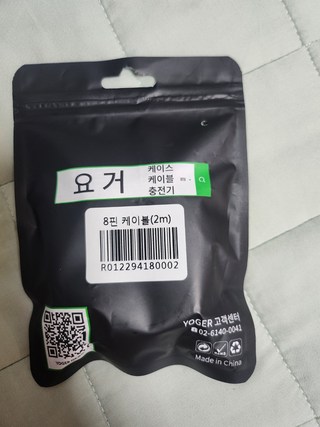 요거
케이스
케이블
충전기
8핀 케이블(2m)
R012294180002
YOGER 고객센터
☎02-6140-0041
Made in China